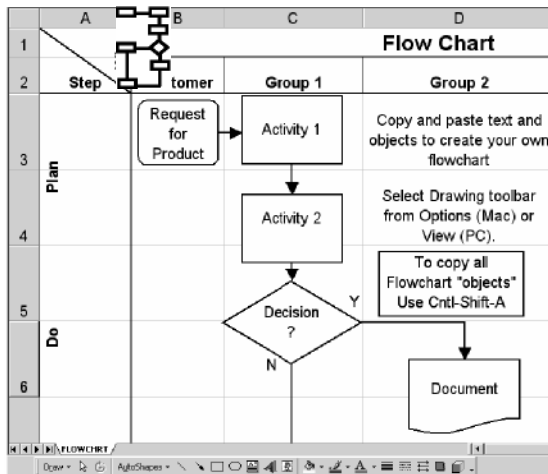 A B C D
1 Flow Chart
2 Step tomer Group 1 Group 2
Request
for
Product
Activity 1
Copy and paste text and
objects to create your own
flowchart
3
Plan
Activity 2
Select Drawing toolbar
from Options (Mac) or
View (PC).
4
To copy all
Flowchart "objects"
Use Cntl-Shift-A
Decision
?
Y
N
5
Do
Document
6
FLOWCHRT
Draw AutoShapes